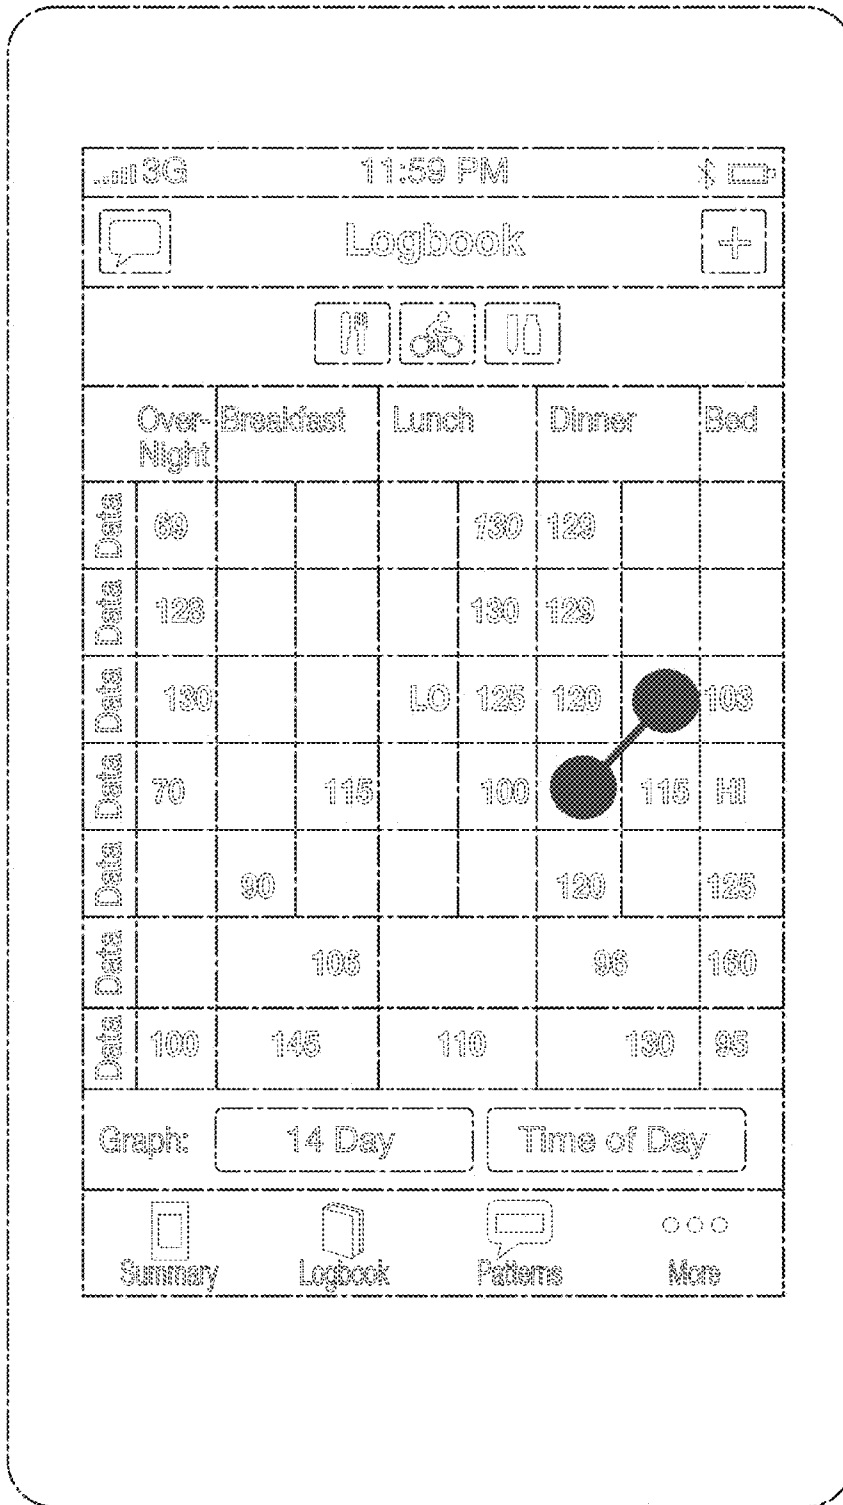 3G 11:59 PM
Logbook
Over-Night Breakfast Lunch Dinner Bed
Data 69 130 129
Data 128 130 129
Data 130 LO 125 120 103
Data 70 115 100 115 HI
Data 90 120 125
Data 106 96 160
Data 100 145 110 130 95
Graph: 14 Day Time of Day
Summary Logbook Patterns More